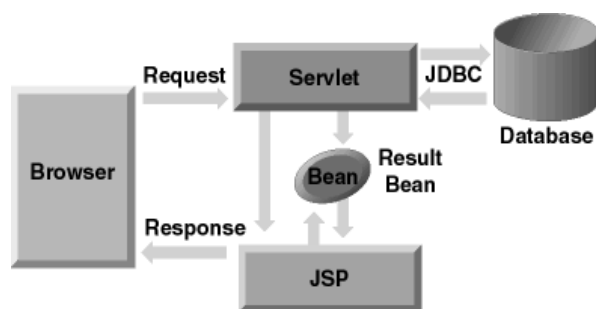 Request
Servlet
JDBC
Database
Browser
Bean
Result
Bean
Response
JSP